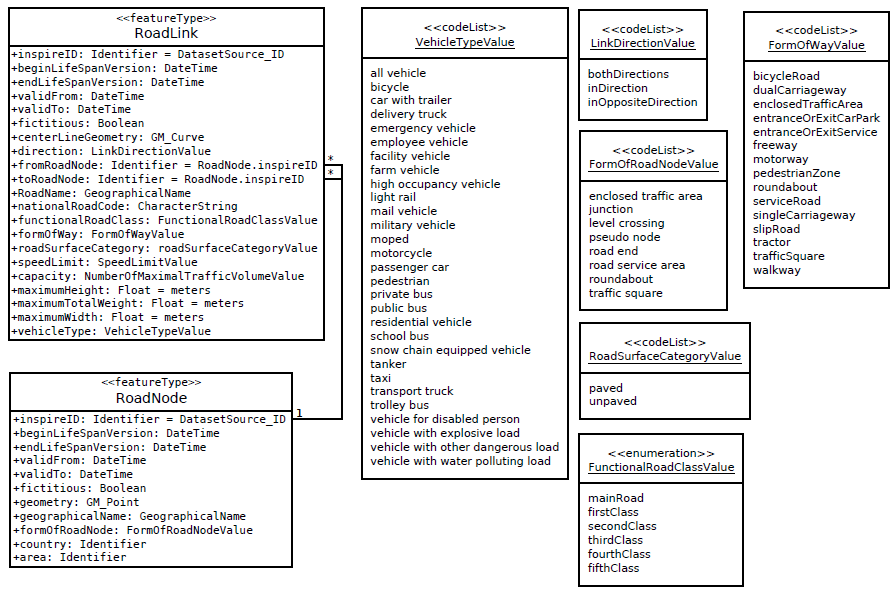 <<featureType>>
RoadLink
+inspireID: Identifier = DatasetSource_ID
+beginLifeSpanVersion: DateTime
+endLifeSpanVersion: DateTime
+validFrom: DateTime
+validTo: DateTime
+fictitious: Boolean
+centerLineGeometry: GM_Curve
+direction: LinkDirectionValue
+fromRoadNode: Identifier = RoadNode.inspireID
+toRoadNode: Identifier = RoadNode.inspireID
+RoadName: GeographicalName
+nationalRoadCode: CharacterString
+functionalRoadClass: FunctionalRoadClassValue
+formOfWay: FormOfWayValue
+roadSurfaceCategory: roadSurfaceCategoryValue
+speedLimit: SpeedLimitValue
+capacity: NumberOfMaximalTrafficVolumeValue
+maximumHeight: Float = meters
+maximumTotalWeight: Float = meters
+maximumWidth: Float = meters
+vehicleType: VehicleTypeValue
*
*
<<featureType>>
RoadNode
1
+inspireID: Identifier = DatasetSource_ID
+beginLifeSpanVersion: DateTime
+endLifeSpanVersion: DateTime
+validFrom: DateTime
+validTo: DateTime
+fictitious: Boolean
+geometry: GM_Point
+geographicalName: GeographicalName
+formOfRoadNode: FormOfRoadNodeValue
+country: Identifier
+area: Identifier
<<codeList>>
VehicleTypeValue
all vehicle
bicycle
car with trailer
delivery truck
emergency vehicle
employee vehicle
facility vehicle
farm vehicle
high occupancy vehicle
light rail
mail vehicle
military vehicle
moped
motorcycle
passenger car
pedestrian
private bus
public bus
residential vehicle
school bus
snow chain equipped vehicle
tanker
taxi
transport truck
trolley bus
vehicle for disabled person
vehicle with explosive load
vehicle with other dangerous load
vehicle with water polluting load
<<codeList>>
LinkDirectionValue
bothDirections
inDirection
inOppositeDirection
<<codeList>>
FormOfRoadNodeValue
enclosed traffic area
junction
level crossing
pseudo node
road end
road service area
roundabout
traffic square
<<codeList>>
RoadSurfaceCategoryValue
paved
unpaved
<<enumeration>>
FunctionalRoadClassValue
mainRoad
firstClass
secondClass
thirdClass
fourthClass
fifthClass
<<codeList>>
FormOfWayValue
bicycleRoad
dualCarriageway
enclosedTrafficArea
entranceOrExitCarPark
entranceOrExitService
freeway
motorway
pedestrianZone
roundabout
serviceRoad
singleCarriageway
slipRoad
tractor
trafficSquare
walkway